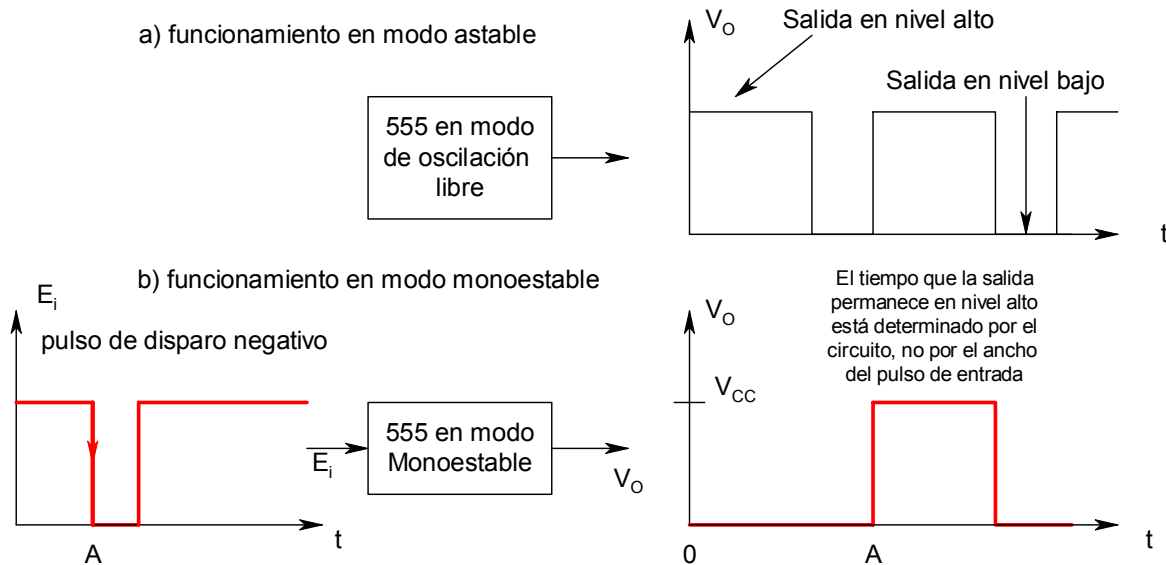 a) funcionamiento en modo astable
555 en modo
de oscilación
libre
V_O
Salida en nivel alto
Salida en nivel bajo
t
b) funcionamiento en modo monoestable
E_i
pulso de disparo negativo
A
t
E_i
555 en modo
Monoestable
V_O
V_O
El tiempo que la salida
permanece en nivel alto
está determinado por el
circuito, no por el ancho
del pulso de entrada
V_CC
0
A
t